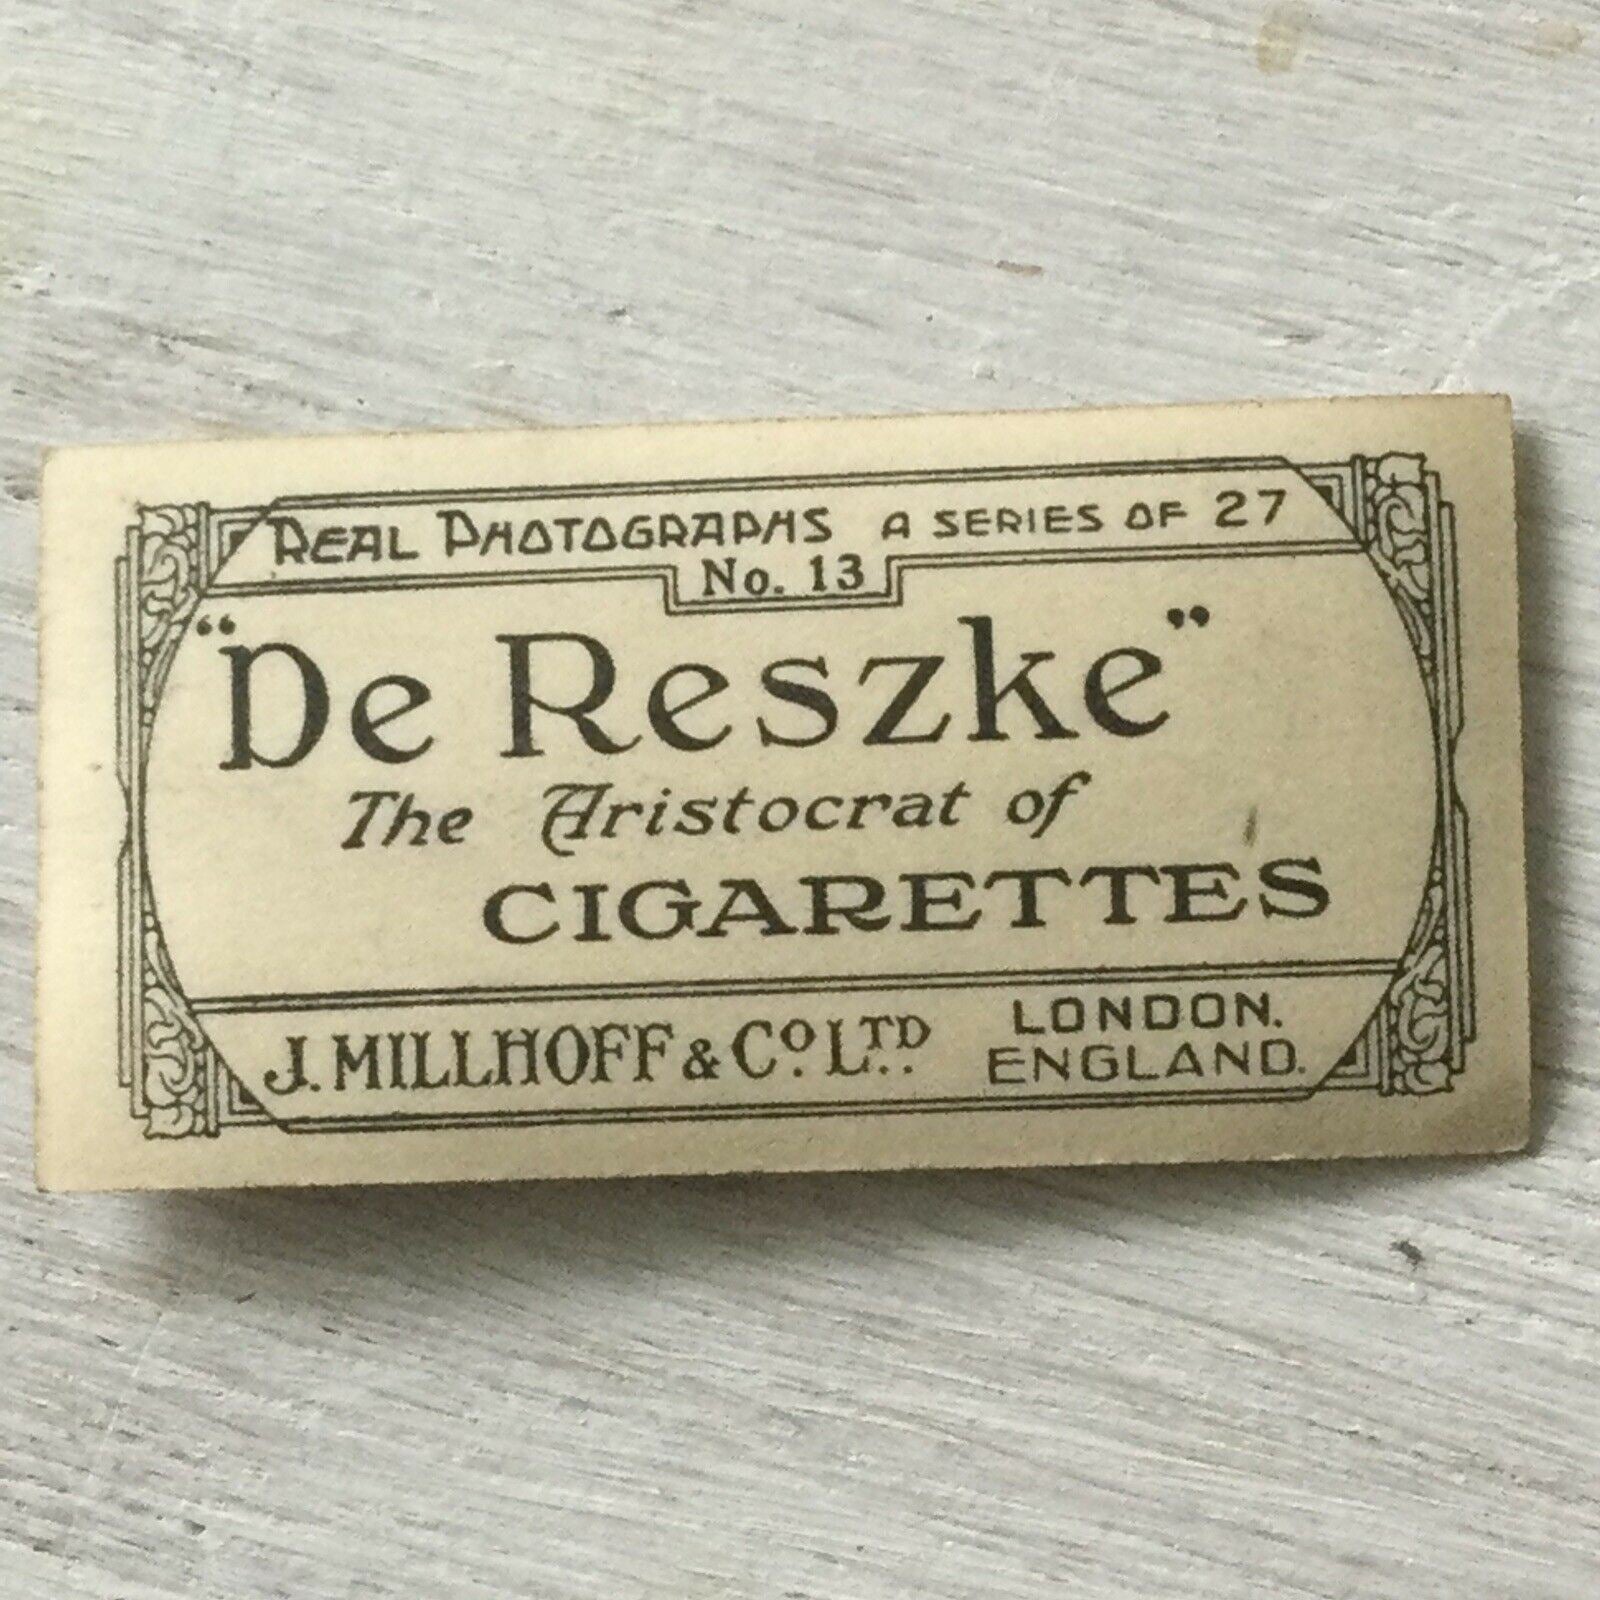 REAL PHOTOGRAPHS A SERIES OF 27
No. 13
"De Reszke"
The Aristocrat of
CIGARETTES
J. MILLHOFF & Co. LTD. LONDON.
ENGLAND.